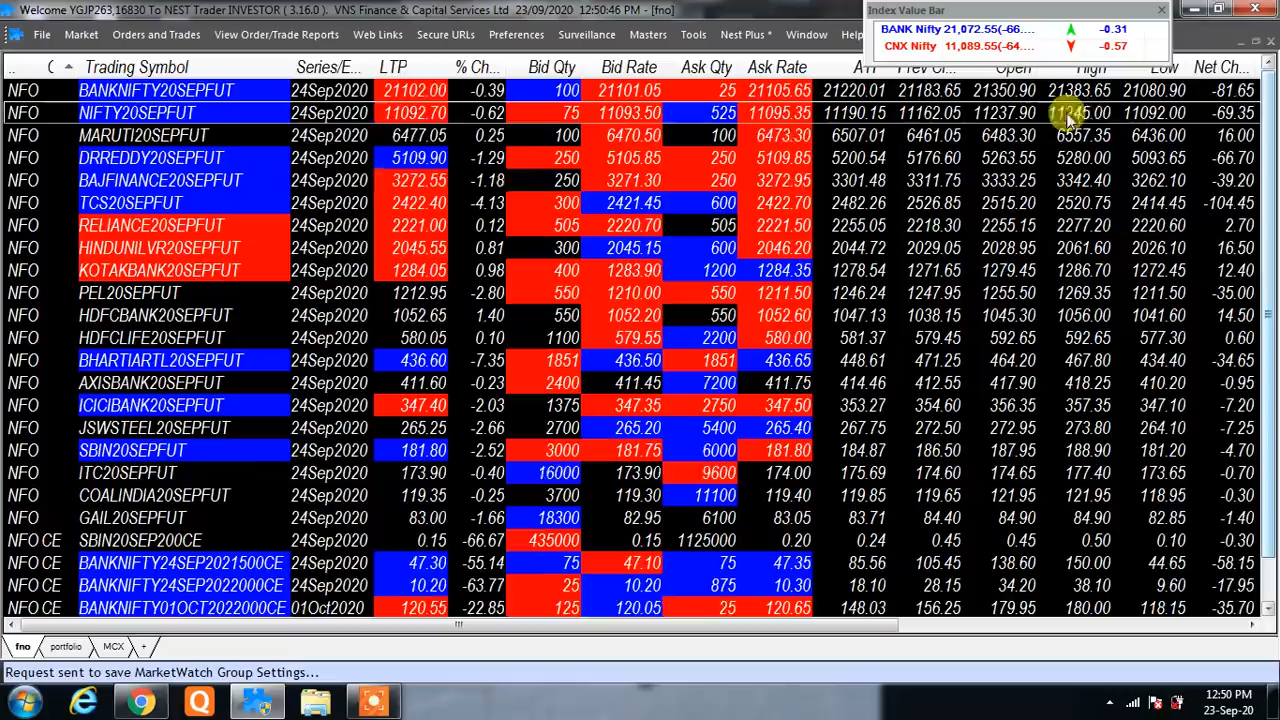 Welcome YGJP263,16830 To NEST Trader INVESTOR ( 3.16.0 ). VNS Finance & Capital Services Ltd 23/09/2020 12:50:46 PM - [fno]
Index Value Bar
BANK Nifty 21,072.55(-66.... -0.31
CNX Nifty 11,089.55(-64.... -0.57
File Market Orders and Trades View Order/Trade Reports Web Links Secure URLs Preferences Surveillance Masters Tools Nest Plus * Window
.. C Trading Symbol Series/E... LTP % Ch... Bid Qty Bid Rate Ask Qty Ask Rate Open High Low Net Ch...
NFO BANKNIFTY20SEPFUT 24Sep2020 21102.00 -0.39 100 21101.05 25 21105.65 21220.01 21183.65 21350.90 21383.65 21080.90 -81.65
NFO NIFTY20SEPFUT 24Sep2020 11092.70 -0.62 75 11093.50 525 11095.50 11190.15 11162.05 11237.90 11245.00 11092.00 -69.35
NFO MARUTI20SEPFUT 24Sep2020 6477.05 0.25 100 6470.50 100 6473.30 6507.01 6461.05 6483.30 6557.35 6436.00 16.00
NFO DRREDDY20SEPFUT 24Sep2020 5109.90 -1.29 250 5105.85 250 5109.85 5200.54 5176.60 5263.55 5280.00 5093.65 -66.70
NFO BAJFINANCE20SEPFUT 24Sep2020 3272.55 -1.18 250 3271.30 250 3272.95 3301.48 3311.75 3333.25 3342.40 3262.10 -39.20
NFO TCS20SEPFUT 24Sep2020 2422.40 -4.13 300 2421.45 600 2422.70 2482.26 2526.85 2515.20 2520.75 2414.45 -104.45
NFO RELIANCE20SEPFUT 24Sep2020 2221.00 0.12 505 2220.70 505 2221.50 2246.53 2218.30 2255.15 2277.20 2220.60 2.70
NFO HINDUNILVR20SEPFUT 24Sep2020 2045.55 0.81 300 2045.15 600 2046.20 2044.72 2029.05 2028.95 2061.60 2026.10 16.50
NFO KOTAKBANK20SEPFUT 24Sep2020 1284.05 0.98 400 1283.90 1200 1284.35 1278.54 1271.65 1279.45 1286.70 1272.45 12.40
NFO PEL20SEPFUT 24Sep2020 1212.95 -2.80 550 1210.00 550 1211.50 1246.24 1247.95 1255.50 1269.35 1211.50 -35.00
NFO HDFCBANK20SEPFUT 24Sep2020 1052.65 1.40 550 1052.20 550 1052.60 1047.13 1038.15 1045.30 1056.00 1041.60 14.50
NFO HDFCLIFE20SEPFUT 24Sep2020 580.05 0.10 1100 579.55 2200 580.00 581.37 579.45 592.65 592.65 577.30 0.60
NFO BHARTIARTL20SEPFUT 24Sep2020 436.60 -7.35 1851 436.50 1851 436.65 448.61 471.25 464.20 467.80 434.40 -34.65
NFO AXISBANK20SEPFUT 24Sep2020 411.60 -0.23 2400 411.45 7200 411.75 414.46 412.55 417.90 418.25 410.20 -0.95
NFO ICICIBANK20SEPFUT 24Sep2020 347.40 -2.03 1375 347.35 2750 347.50 353.27 354.60 357.35 357.35 347.10 -7.20
NFO JSWSTEEL20SEPFUT 24Sep2020 265.25 -2.66 2700 265.20 5400 265.40 267.75 272.50 272.75 275.35 264.10 -7.25
NFO SBIN20SEPFUT 24Sep2020 181.80 -2.52 3000 181.75 6000 181.80 184.87 186.50 187.95 188.90 181.20 -4.70
NFO ITC20SEPFUT 24Sep2020 173.90 -0.40 16000 173.90 9600 174.00 175.69 174.60 174.65 177.40 173.65 -0.70
NFO COALINDIA20SEPFUT 24Sep2020 119.35 -0.25 3700 119.30 11100 119.40 119.85 119.65 121.95 121.95 118.95 -0.30
NFO GAIL20SEPFUT 24Sep2020 83.00 -1.66 18300 82.95 6100 83.05 83.71 84.40 84.90 84.90 82.85 -1.40
NFO CE SBIN20SEP200CE 24Sep2020 0.15 -66.67 435000 0.15 1125000 0.20 0.24 0.45 0.45 0.50 0.10 -0.30
NFO CE BANKNIFTY24SEP2021500CE 24Sep2020 47.30 -55.14 75 47.10 75 47.35 85.56 105.45 138.60 150.00 44.65 -58.15
NFO CE BANKNIFTY24SEP2022000CE 24Sep2020 10.20 -63.77 25 10.20 875 10.30 18.10 28.15 34.20 38.10 9.60 -17.95
NFO CE BANKNIFTY01OCT2022000CE 01Oct2020 120.55 -22.85 125 120.05 25 120.65 148.03 156.25 179.95 180.00 118.15 -35.70
fno portfolio MCX +
Request sent to save MarketWatch Group Settings...
12:50 PM
23-Sep-20